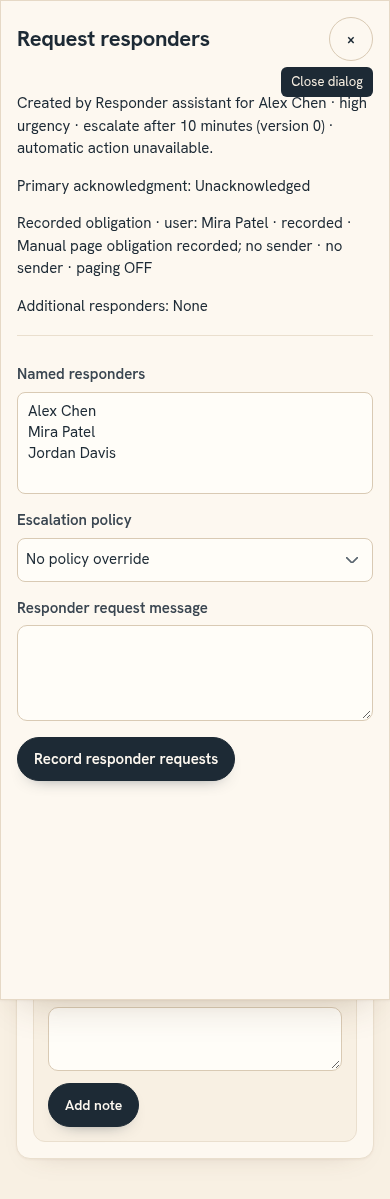 Request responders
×
Close dialog
Created by Responder assistant for Alex Chen · high
urgency · escalate after 10 minutes (version 0) ·
automatic action unavailable.
Primary acknowledgment: Unacknowledged
Recorded obligation · user: Mira Patel · recorded ·
Manual page obligation recorded; no sender · no
sender · paging OFF
Additional responders: None
Named responders
Alex Chen
Mira Patel
Jordan Davis
Escalation policy
No policy override
Responder request message
Record responder requests
Add note